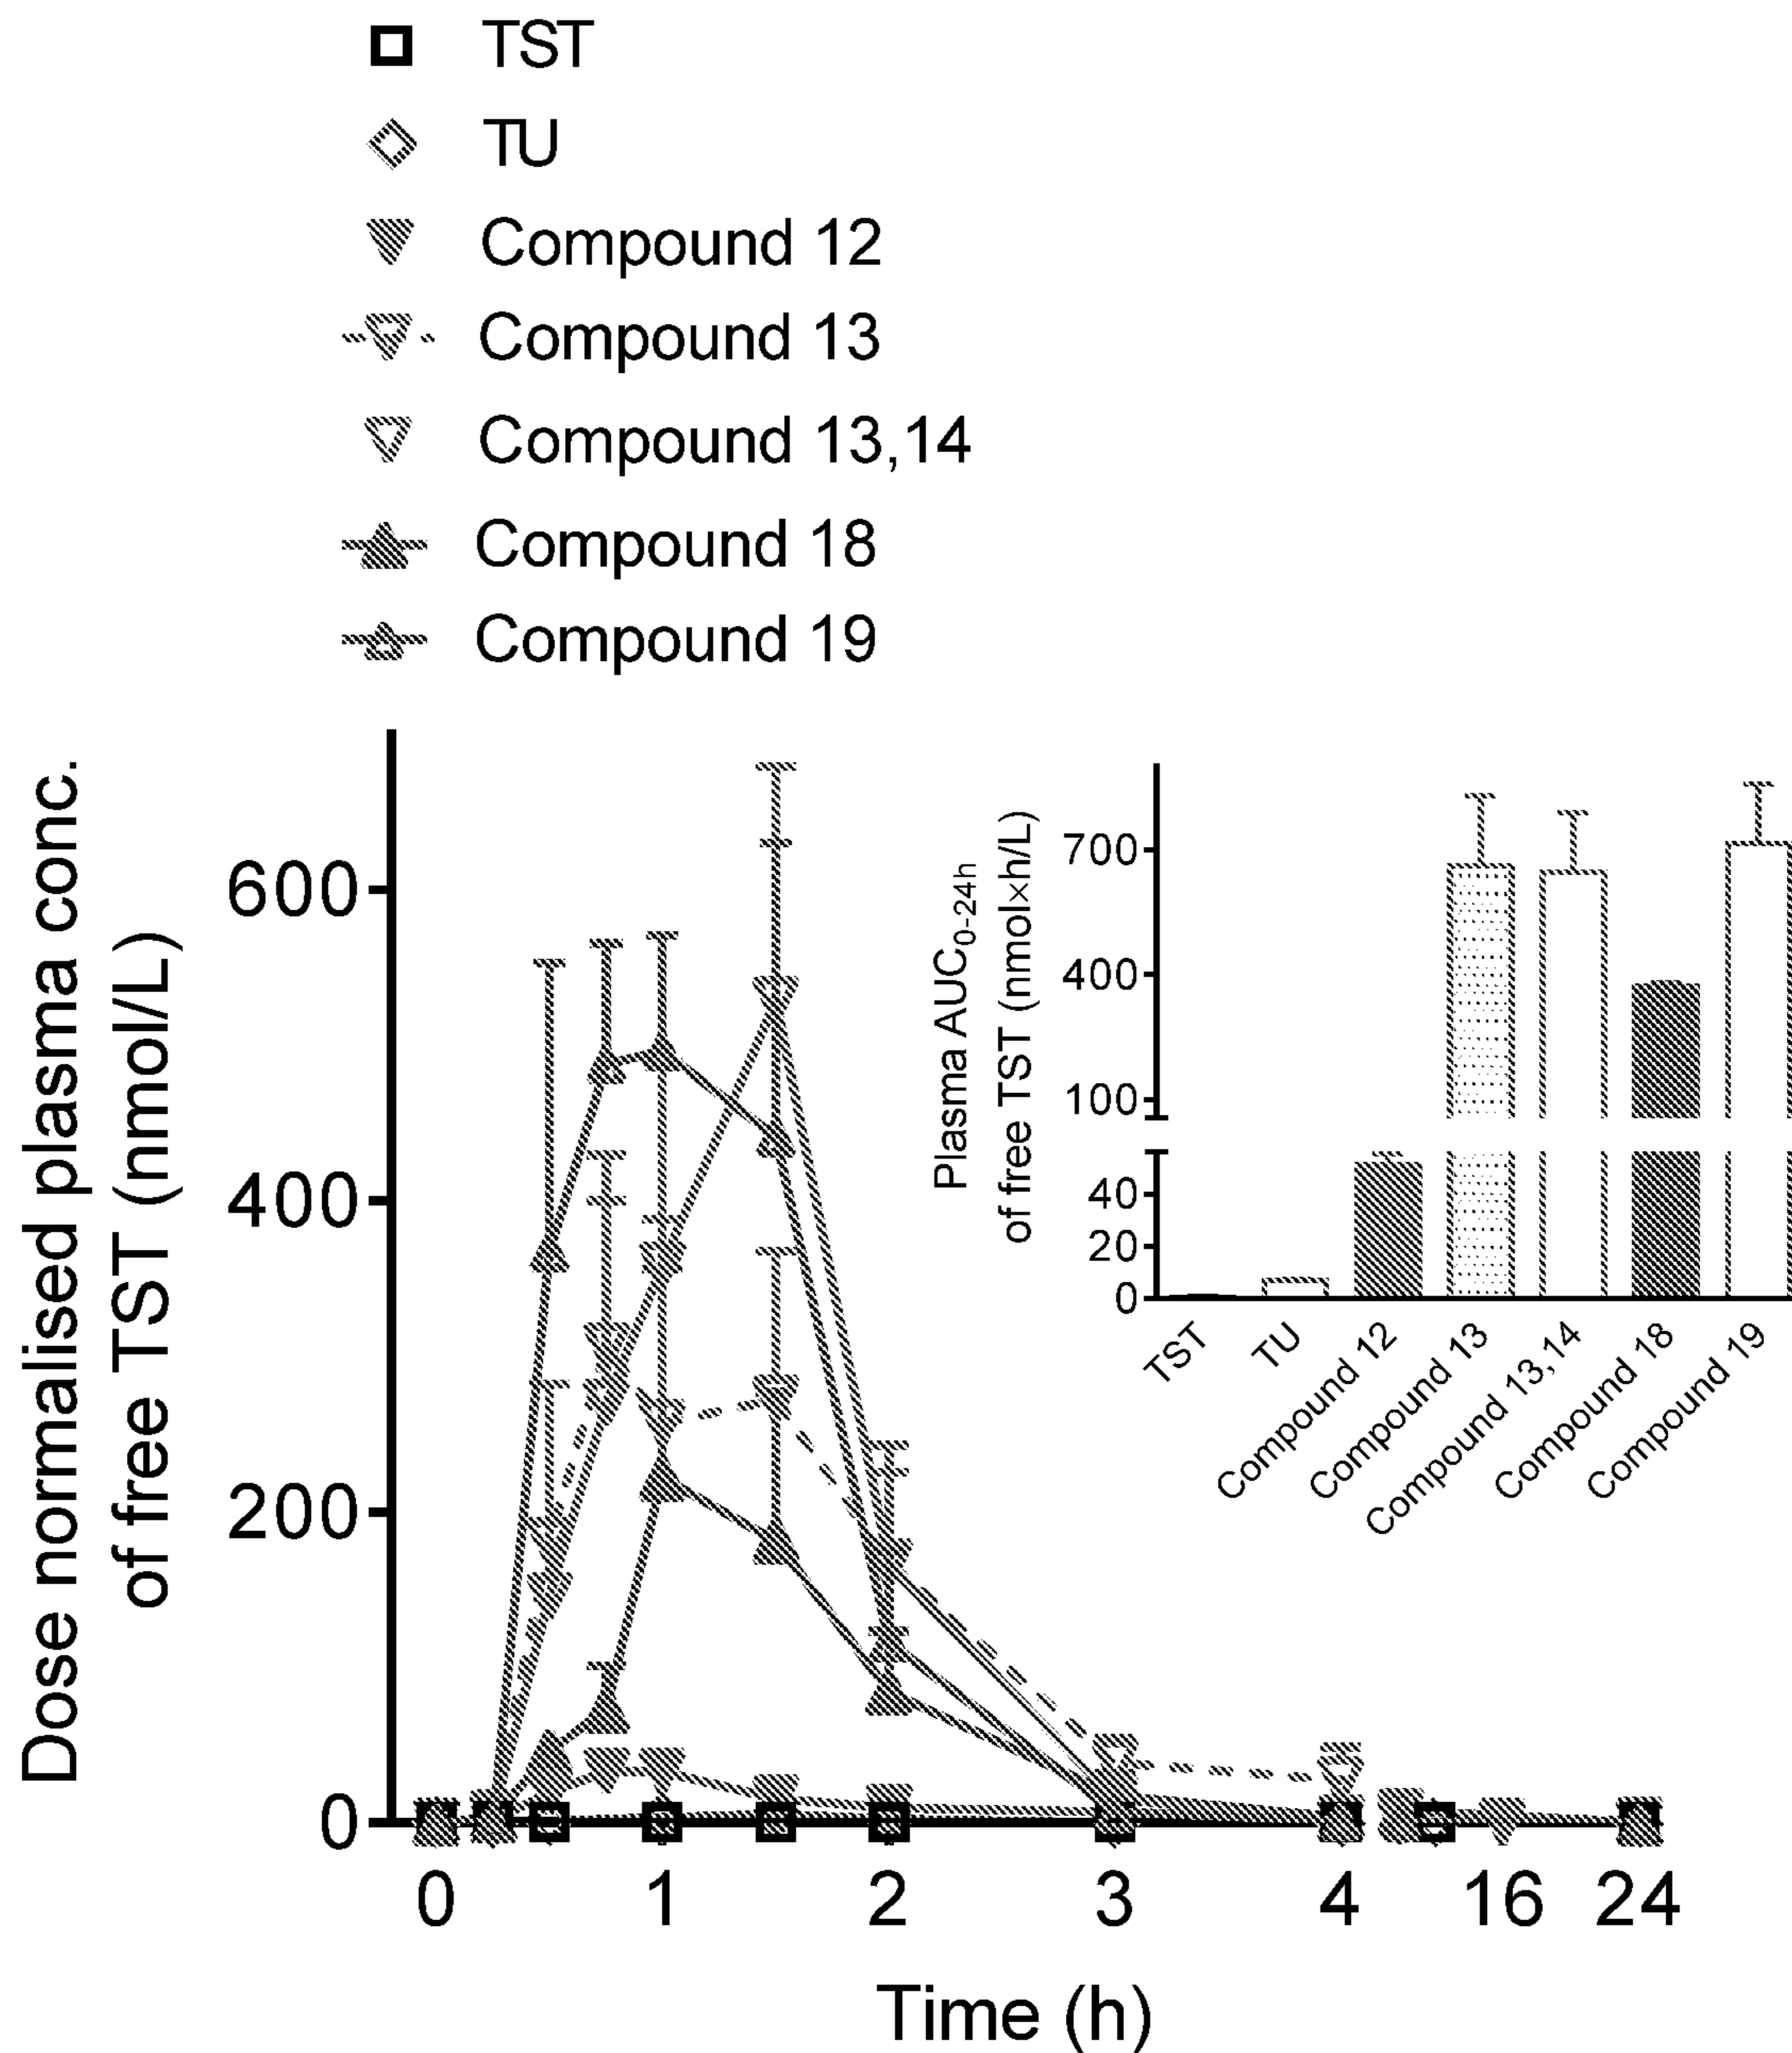 TST
TU
Compound 12
Compound 13
Compound 13,14
Compound 18
Compound 19
Dose normalised plasma conc.
of free TST (nmol/L)
600
400
200
0
0 1 2 3 4 16 24
Time (h)
Plasma AUC0-24h
of free TST (nmol×h/L)
700
400
100
40
20
0
TST
TU
Compound 12
Compound 13
Compound 13,14
Compound 18
Compound 19